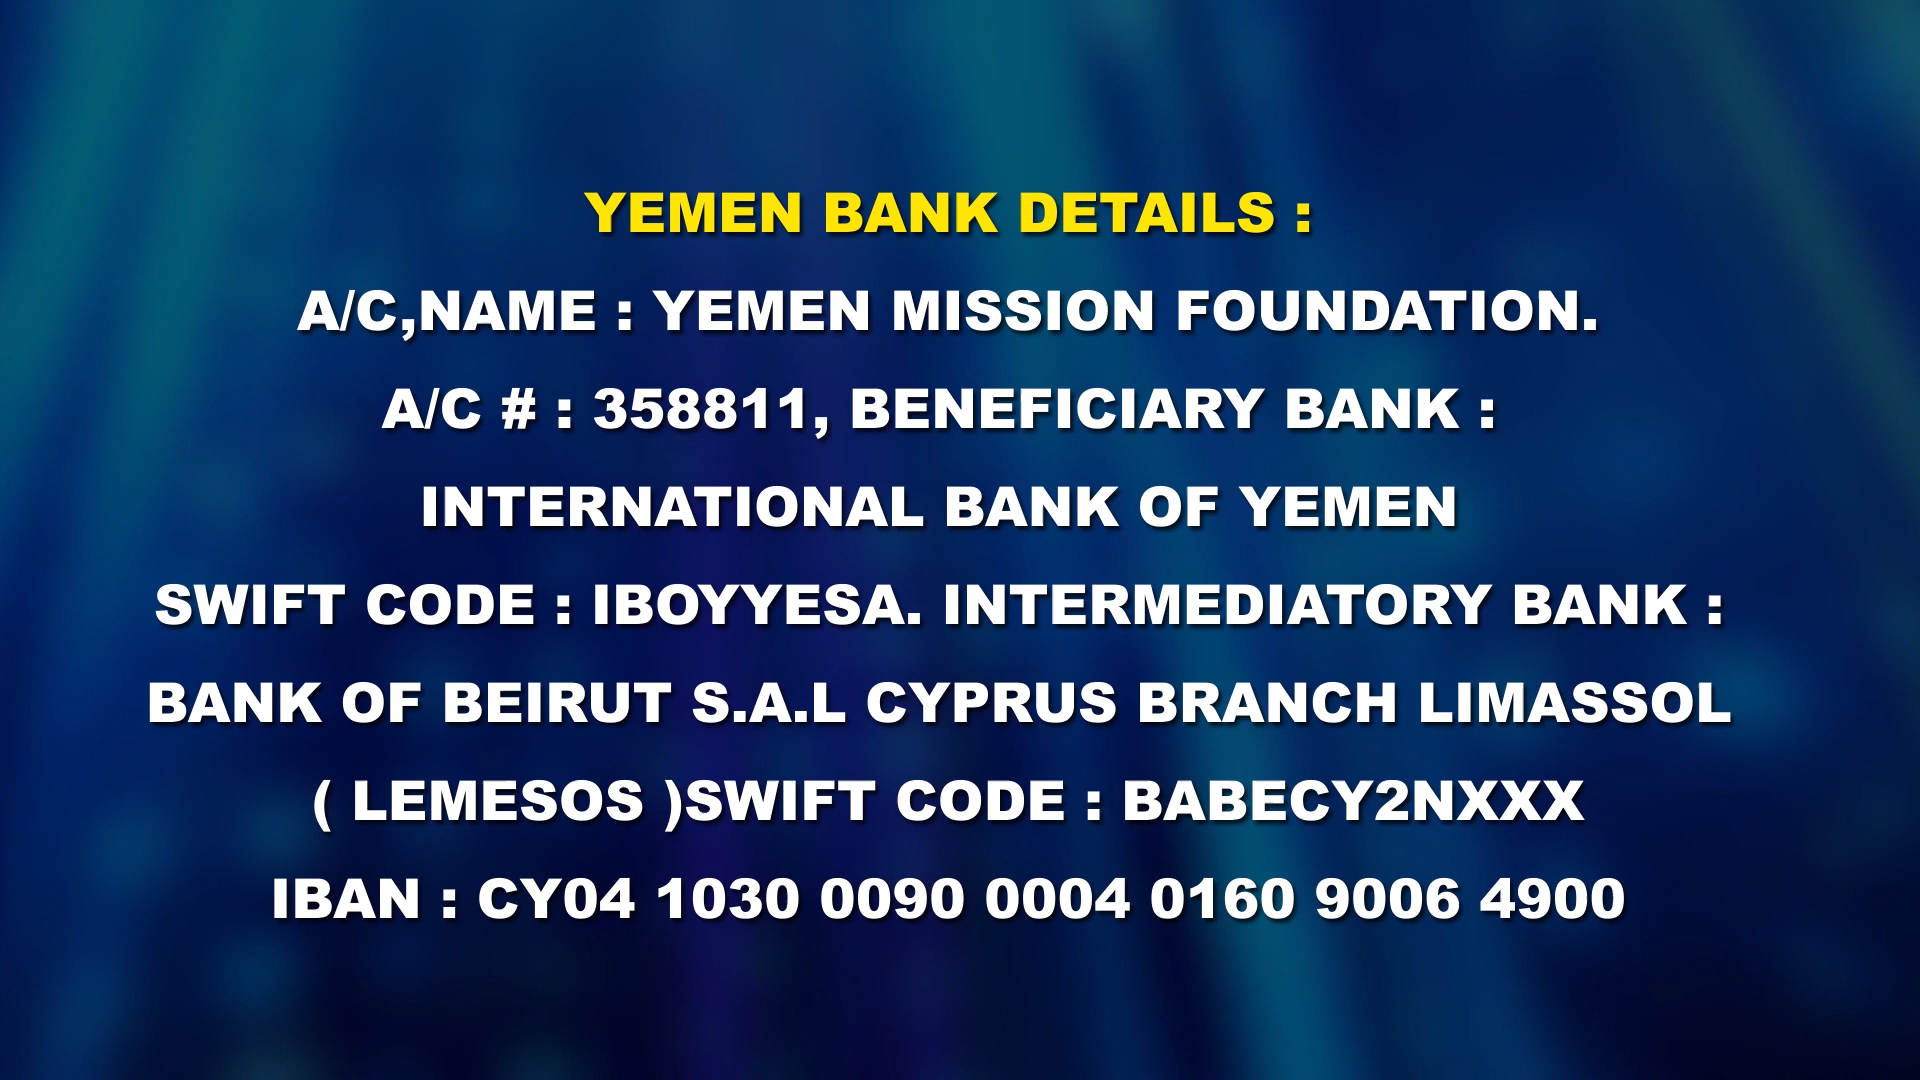 YEMEN BANK DETAILS :
A/C,NAME : YEMEN MISSION FOUNDATION.
A/C # : 358811, BENEFICIARY BANK :
INTERNATIONAL BANK OF YEMEN
SWIFT CODE : IBOYYESA. INTERMEDIATORY BANK :
BANK OF BEIRUT S.A.L CYPRUS BRANCH LIMASSOL
( LEMESOS )SWIFT CODE : BABECY2NXXX
IBAN : CY04 1030 0090 0004 0160 9006 4900